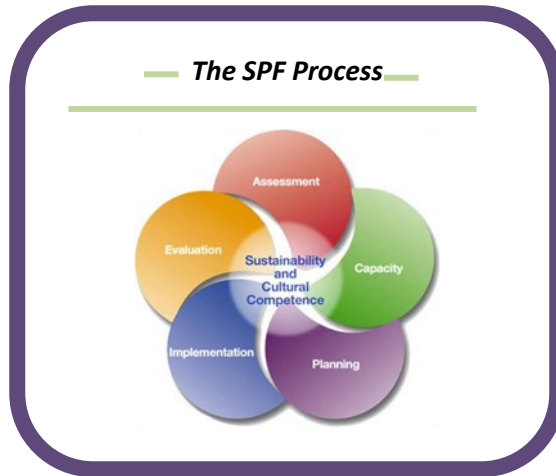 The SPF Process
Assessment
Capacity
Planning
Implementation
Evaluation
Sustainability
and
Cultural
Competence